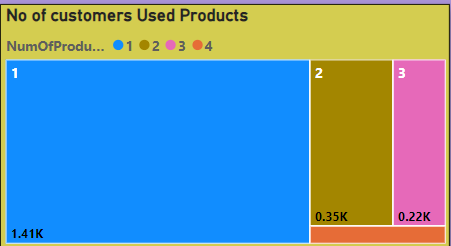 No of customers Used Products
NumOfProdu... 1 2 3 4
1 2 3
0.35K 0.22K
1.41K